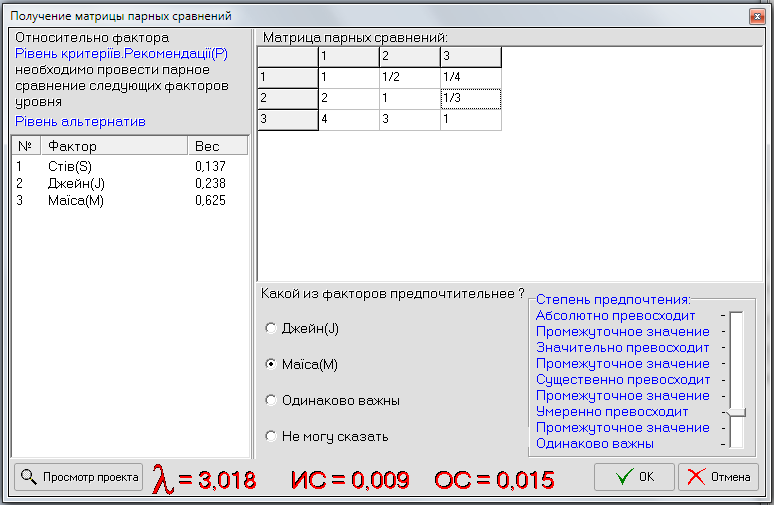 Получение матрицы парных сравнений
Относительно фактора
Рівень критеріїв.Рекомендації(Р)
необходимо провести парное
сравнение следующих факторов
уровня
Рівень альтернатив
№ Фактор Вес
1 Стів(S) 0,137
2 Джейн(J) 0,238
3 Маїса(М) 0,625
Матрица парных сравнений:
1 2 3
1 1 1/2 1/4
2 2 1 1/3
3 4 3 1
Какой из факторов предпочтительнее ?
Джейн(J)
Маїса(М)
Одинаково важны
Не могу сказать
Степень предпочтения:
Абсолютно превосходит -
Промежуточное значение -
Значительно превосходит -
Промежуточное значение -
Существенно превосходит -
Промежуточное значение -
Умеренно превосходит -
Промежуточное значение -
Одинаково важны -
Просмотр проекта
λ = 3,018 ИС = 0,009 ОС = 0,015
ОК
Отмена